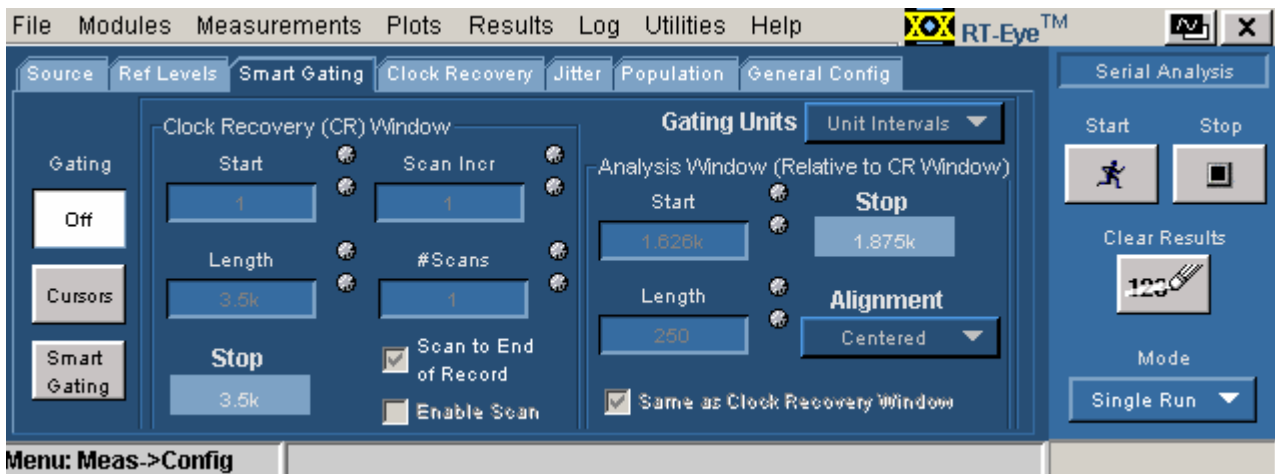 File Modules Measurements Plots Results Log Utilities Help RT-Eye™
Source Ref Levels Smart Gating Clock Recovery Jitter Population General Config
Serial Analysis
Gating
Off
Cursors
Smart
Gating
Clock Recovery (CR) Window
Start
1
Scan Incr
1
Length
3.5k
#Scans
1
Stop
3.5k
Scan to End
of Record
Enable Scan
Gating Units Unit Intervals
Analysis Window (Relative to CR Window)
Start
1.626k
Stop
1.875k
Length
250
Alignment
Centered
Same as Clock Recovery Window
Start Stop
Clear Results
123
Mode
Single Run
Menu: Meas->Config